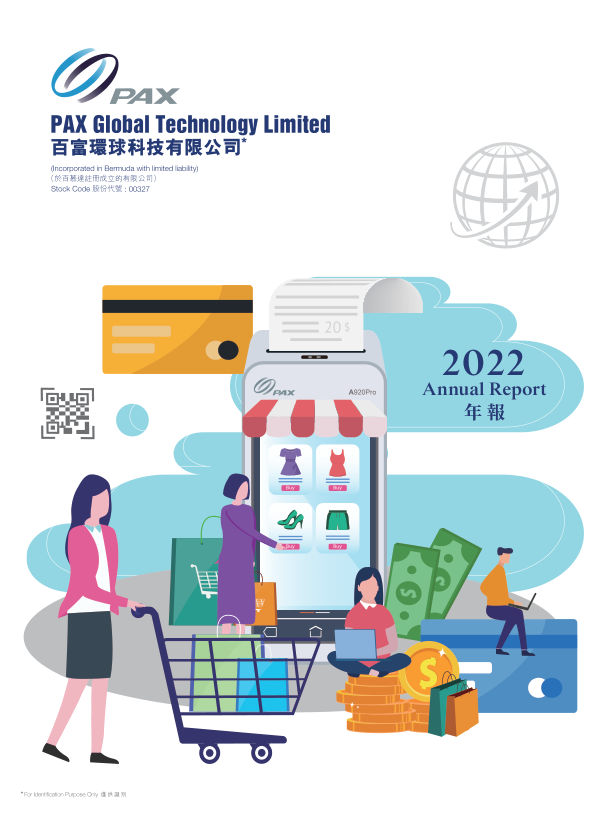 PAX
PAX Global Technology Limited
百富環球科技有限公司*
(Incorporated in Bermuda with limited liability)
(於百慕達註冊成立的有限公司)
Stock Code 股份代號 : 00327
20 $
PAX
A920Pro
2022
Annual Report
年報
Buy
Buy
Buy
Buy
$
$
$
* For Identification Purpose Only 僅供識別